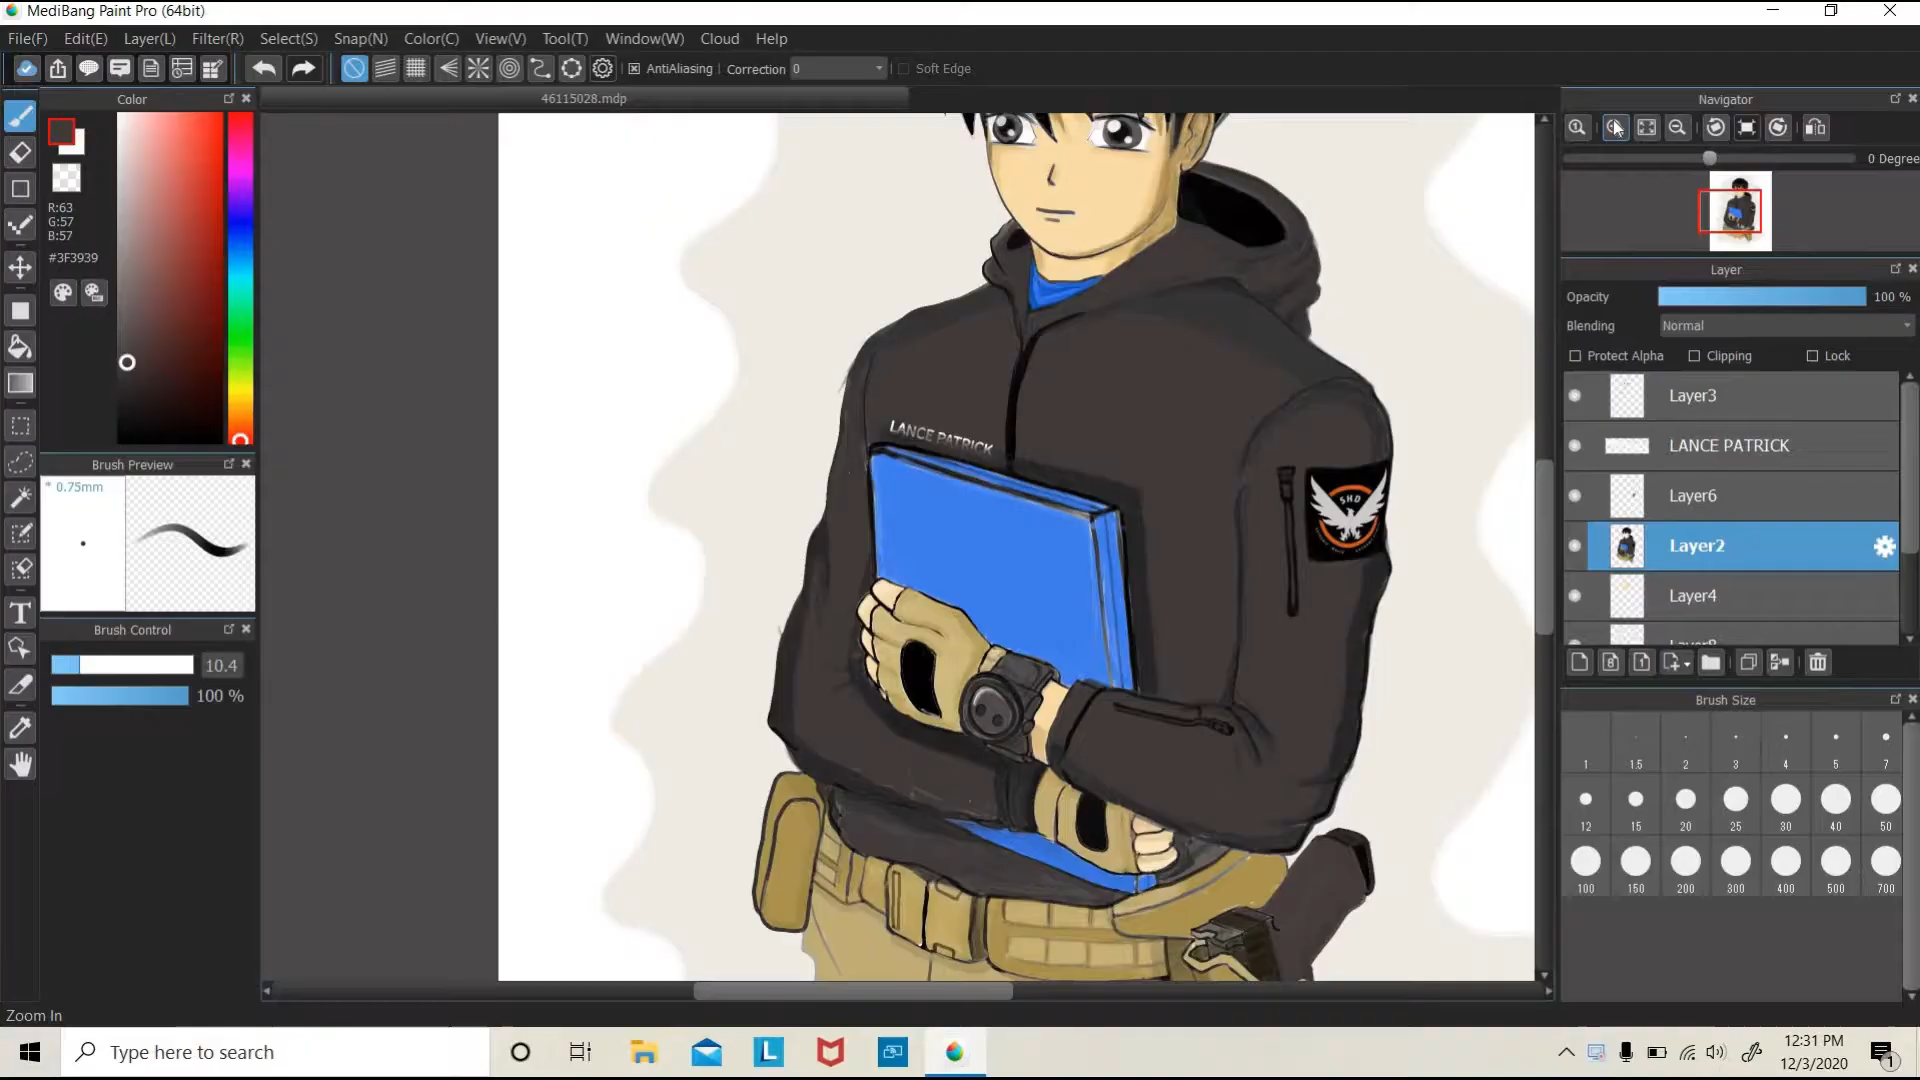 MediBang Paint Pro (64bit)
File(F) Edit(E) Layer(L) Filter(R) Select(S) Snap(N) Color(C) View(V) Tool(T) Window(W) Cloud Help
AntiAliasing Correction 0 Soft Edge
Color
46115028.mdp
Navigator
R:63
G:57
B:57
#3F3939
0 Degree
Layer
Opacity 100 %
Blending Normal
Protect Alpha Clipping Lock
Layer3
LANCE PATRICK
Layer6
Layer2
Layer4
Brush Preview
* 0.75mm
Brush Control
10.4
100 %
LANCE PATRICK
SHD
Brush Size
1 1.5 2 3 4 5 7
12 15 20 25 30 40 50
100 150 200 300 400 500 700
T
Zoom In
Type here to search
L
12:31 PM
12/3/2020
1